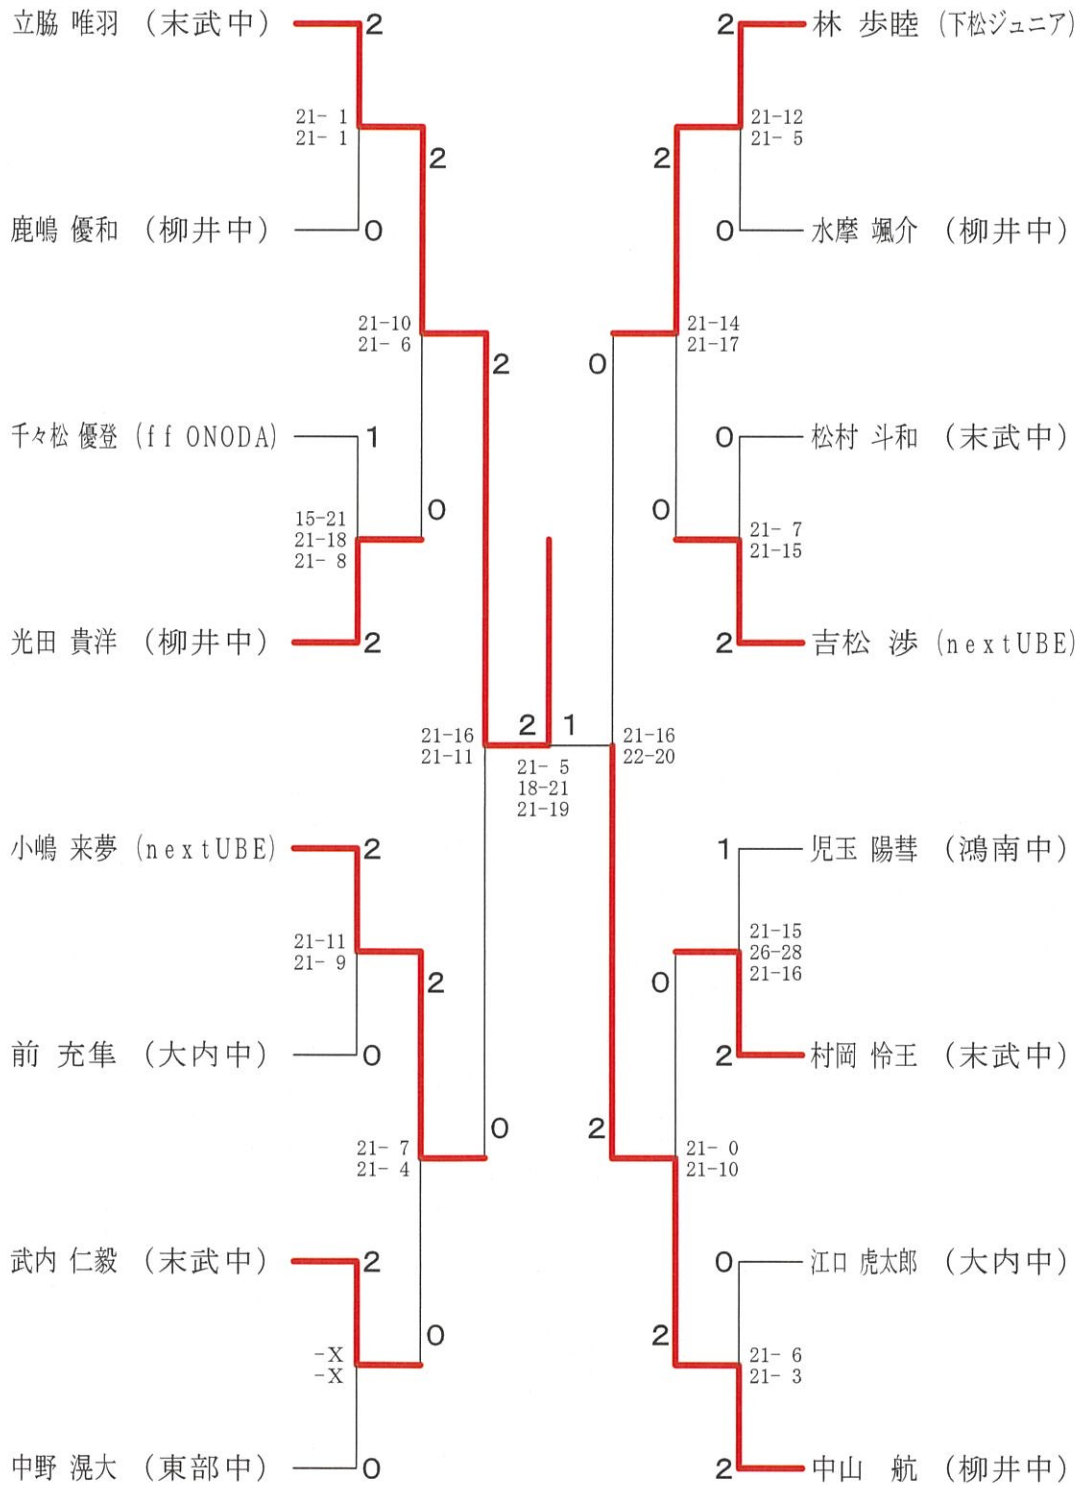 立脇 唯羽 (末武中) 2
21- 1
21- 1
2
鹿嶋 優和 (柳井中) 0
21-10
21- 6
2
千々松 優登 (ff ONODA) 1
0
15-21
21-18
21- 8
光田 貴洋 (柳井中) 2
21-16
21-11
小嶋 来夢 (nextUBE) 2
21-11
21- 9
2
前 充隼 (大内中) 0
0
21- 7
21- 4
武内 仁毅 (末武中) 2
0
-X
-X
中野 滉大 (東部中) 0
2 1
21- 5
18-21
21-19
2 林 歩睦 (下松ジュニア)
21-12
21- 5
2
0 水摩 颯介 (柳井中)
21-14
21-17
0
0 松村 斗和 (末武中)
0
21- 7
21-15
2 吉松 渉 (nextUBE)
21-16
22-20
1 児玉 陽彗 (鴻南中)
21-15
26-28
21-16
0
2 村岡 怜王 (末武中)
2
21- 0
21-10
0 江口 虎太郎 (大内中)
2
21- 6
21- 3
2 中山 航 (柳井中)